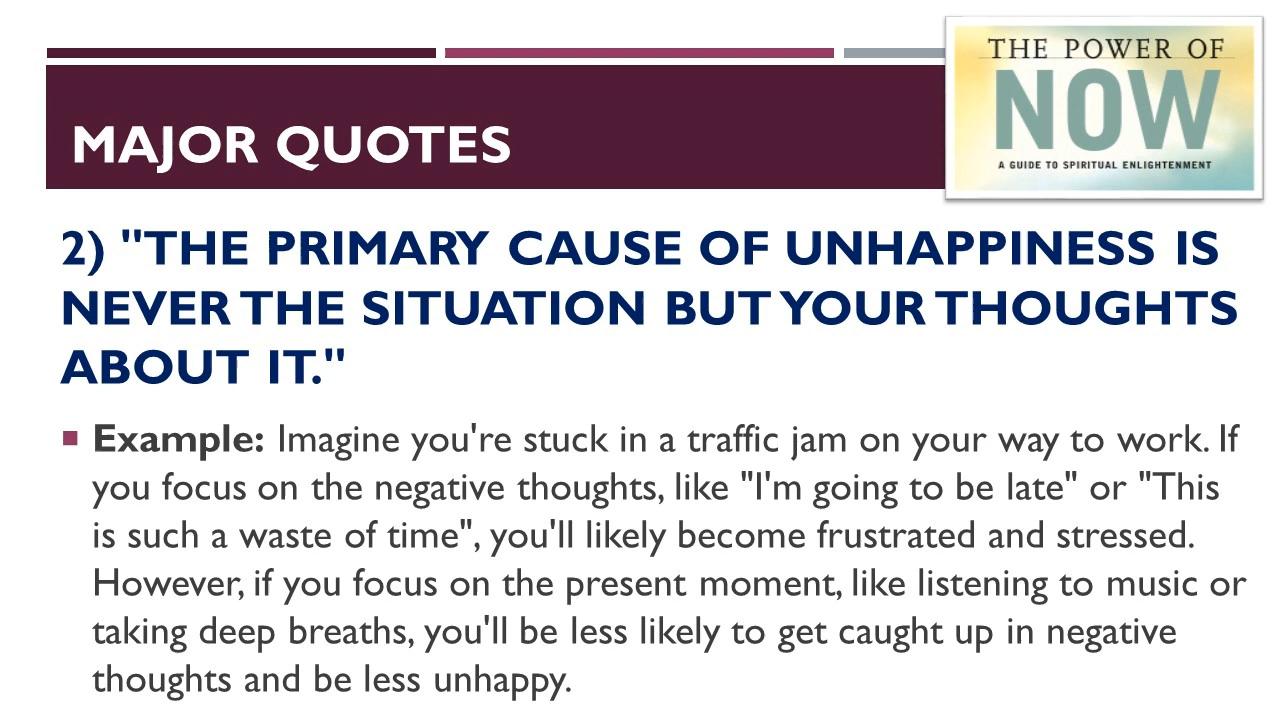 THE POWER OF
NOW
A GUIDE TO SPIRITUAL ENLIGHTENMENT
MAJOR QUOTES
2) "THE PRIMARY CAUSE OF UNHAPPINESS IS
NEVER THE SITUATION BUT YOUR THOUGHTS
ABOUT IT."
Example: Imagine you're stuck in a traffic jam on your way to work. If
you focus on the negative thoughts, like "I'm going to be late" or "This
is such a waste of time", you'll likely become frustrated and stressed.
However, if you focus on the present moment, like listening to music or
taking deep breaths, you'll be less likely to get caught up in negative
thoughts and be less unhappy.